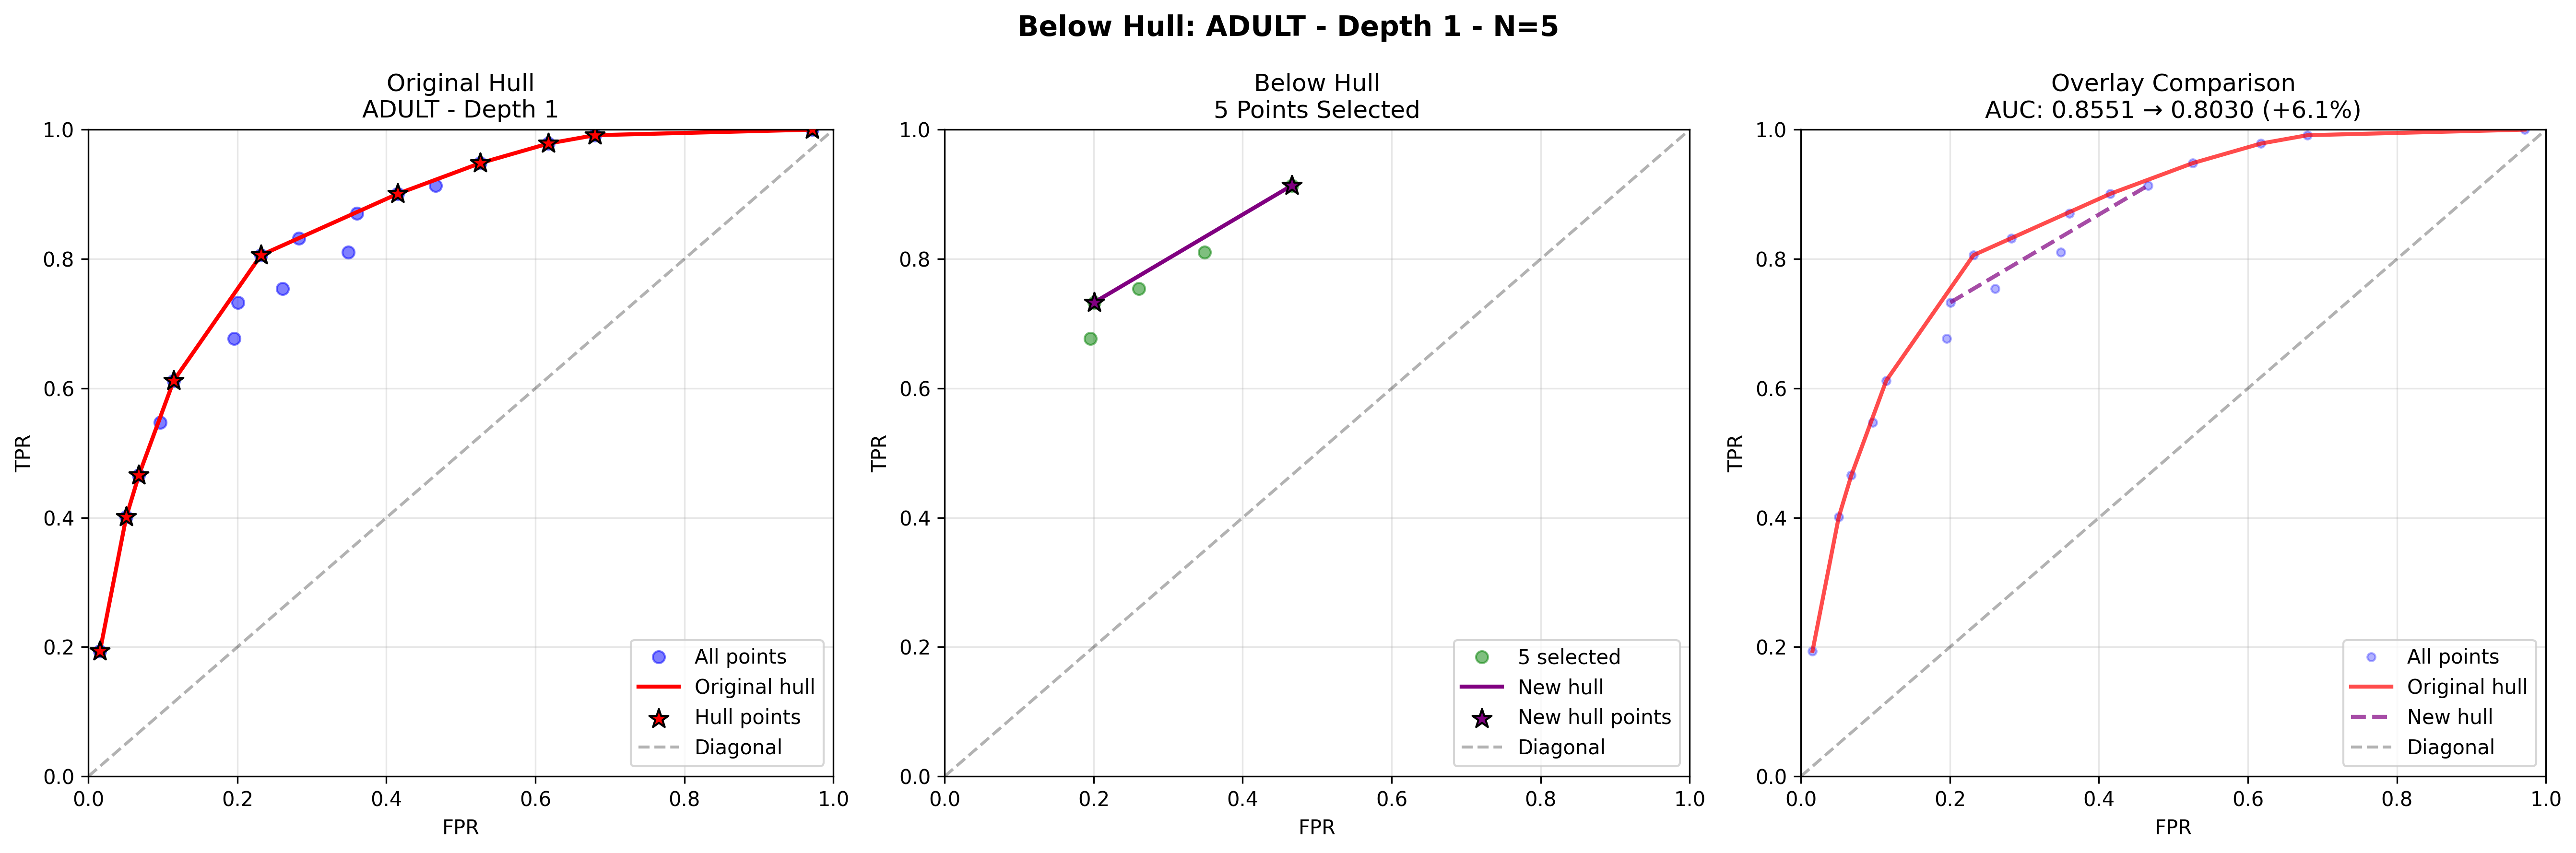 Below Hull: ADULT - Depth 1 - N=5
Original Hull
ADULT - Depth 1
1.0
0.8
0.6
0.4
0.2
0.0
TPR
0.0 0.2 0.4 0.6 0.8 1.0
FPR
All points
Original hull
Hull points
Diagonal
Below Hull
5 Points Selected
1.0
0.8
0.6
0.4
0.2
0.0
TPR
0.0 0.2 0.4 0.6 0.8 1.0
FPR
5 selected
New hull
New hull points
Diagonal
Overlay Comparison
AUC: 0.8551 → 0.8030 (+6.1%)
1.0
0.8
0.6
0.4
0.2
0.0
TPR
0.0 0.2 0.4 0.6 0.8 1.0
FPR
All points
Original hull
New hull
Diagonal